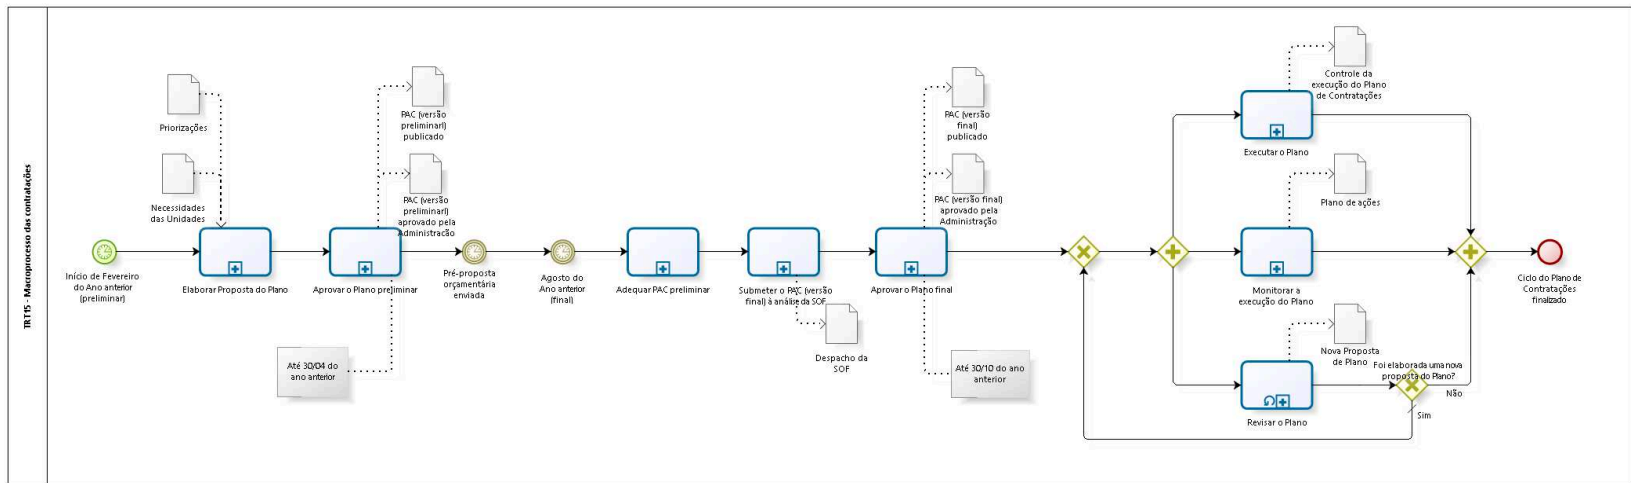 TRT15 - Macroprocesso das contratações
Início de Fevereiro
do Ano anterior
(preliminar)
Priorizações
Necessidades
das Unidades
Elaborar Proposta do Plano
PAC (versão
preliminarl)
publicado
PAC (versão
preliminarl)
aprovado pela
Administracão
Aprovar o Plano preliminar
Até 30/04 do
ano anterior
Pré-proposta
orçamentária
enviada
Agosto do
Ano anterior
(final)
Adequar PAC preliminar
Submeter o PAC (versão
final) à análise da SOF
Despacho da
SOF
PAC (versão
final)
publicado
PAC (versão final)
aprovado pela
Administração
Aprovar o Plano final
Até 30/10 do ano
anterior
Controle da
execução do Plano
de Contratações
Executar o Plano
Plano de ações
Monitorar a
execução do Plano
Nova Proposta
de Plano
Revisar o Plano
Foi elaborada uma nova
proposta do Plano?
Não
Sim
Ciclo do Plano de
Contratações
finalizado